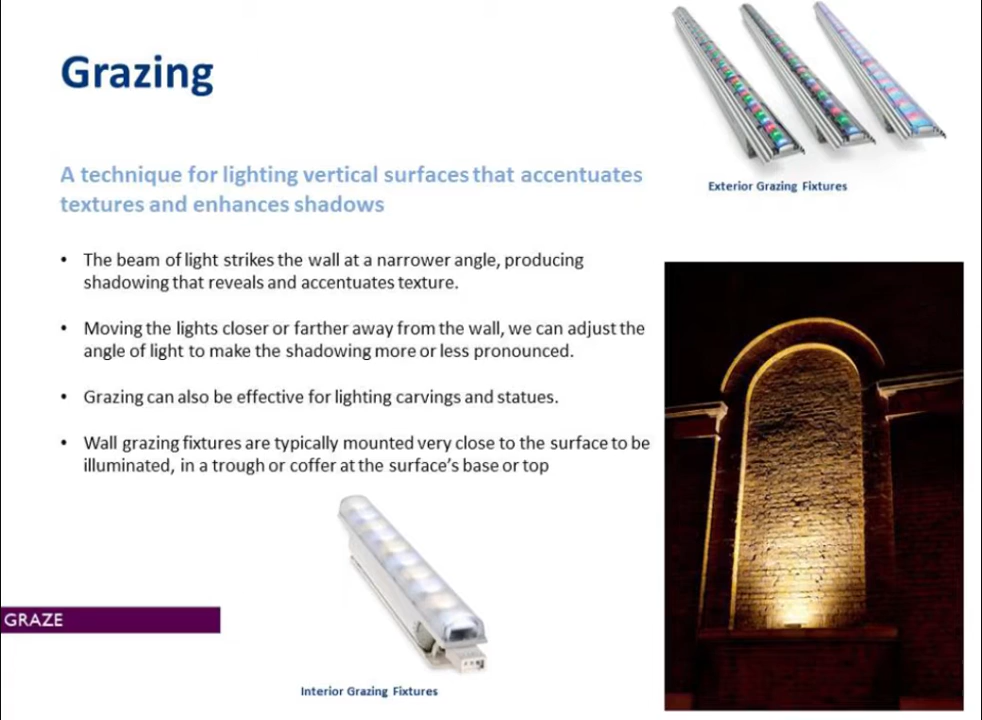 Grazing
A technique for lighting vertical surfaces that accentuates
textures and enhances shadows
Exterior Grazing Fixtures
• The beam of light strikes the wall at a narrower angle, producing
shadowing that reveals and accentuates texture.
• Moving the lights closer or farther away from the wall, we can adjust the
angle of light to make the shadowing more or less pronounced.
• Grazing can also be effective for lighting carvings and statues.
• Wall grazing fixtures are typically mounted very close to the surface to be
illuminated, in a trough or coffer at the surface's base or top
GRAZE
Interior Grazing Fixtures